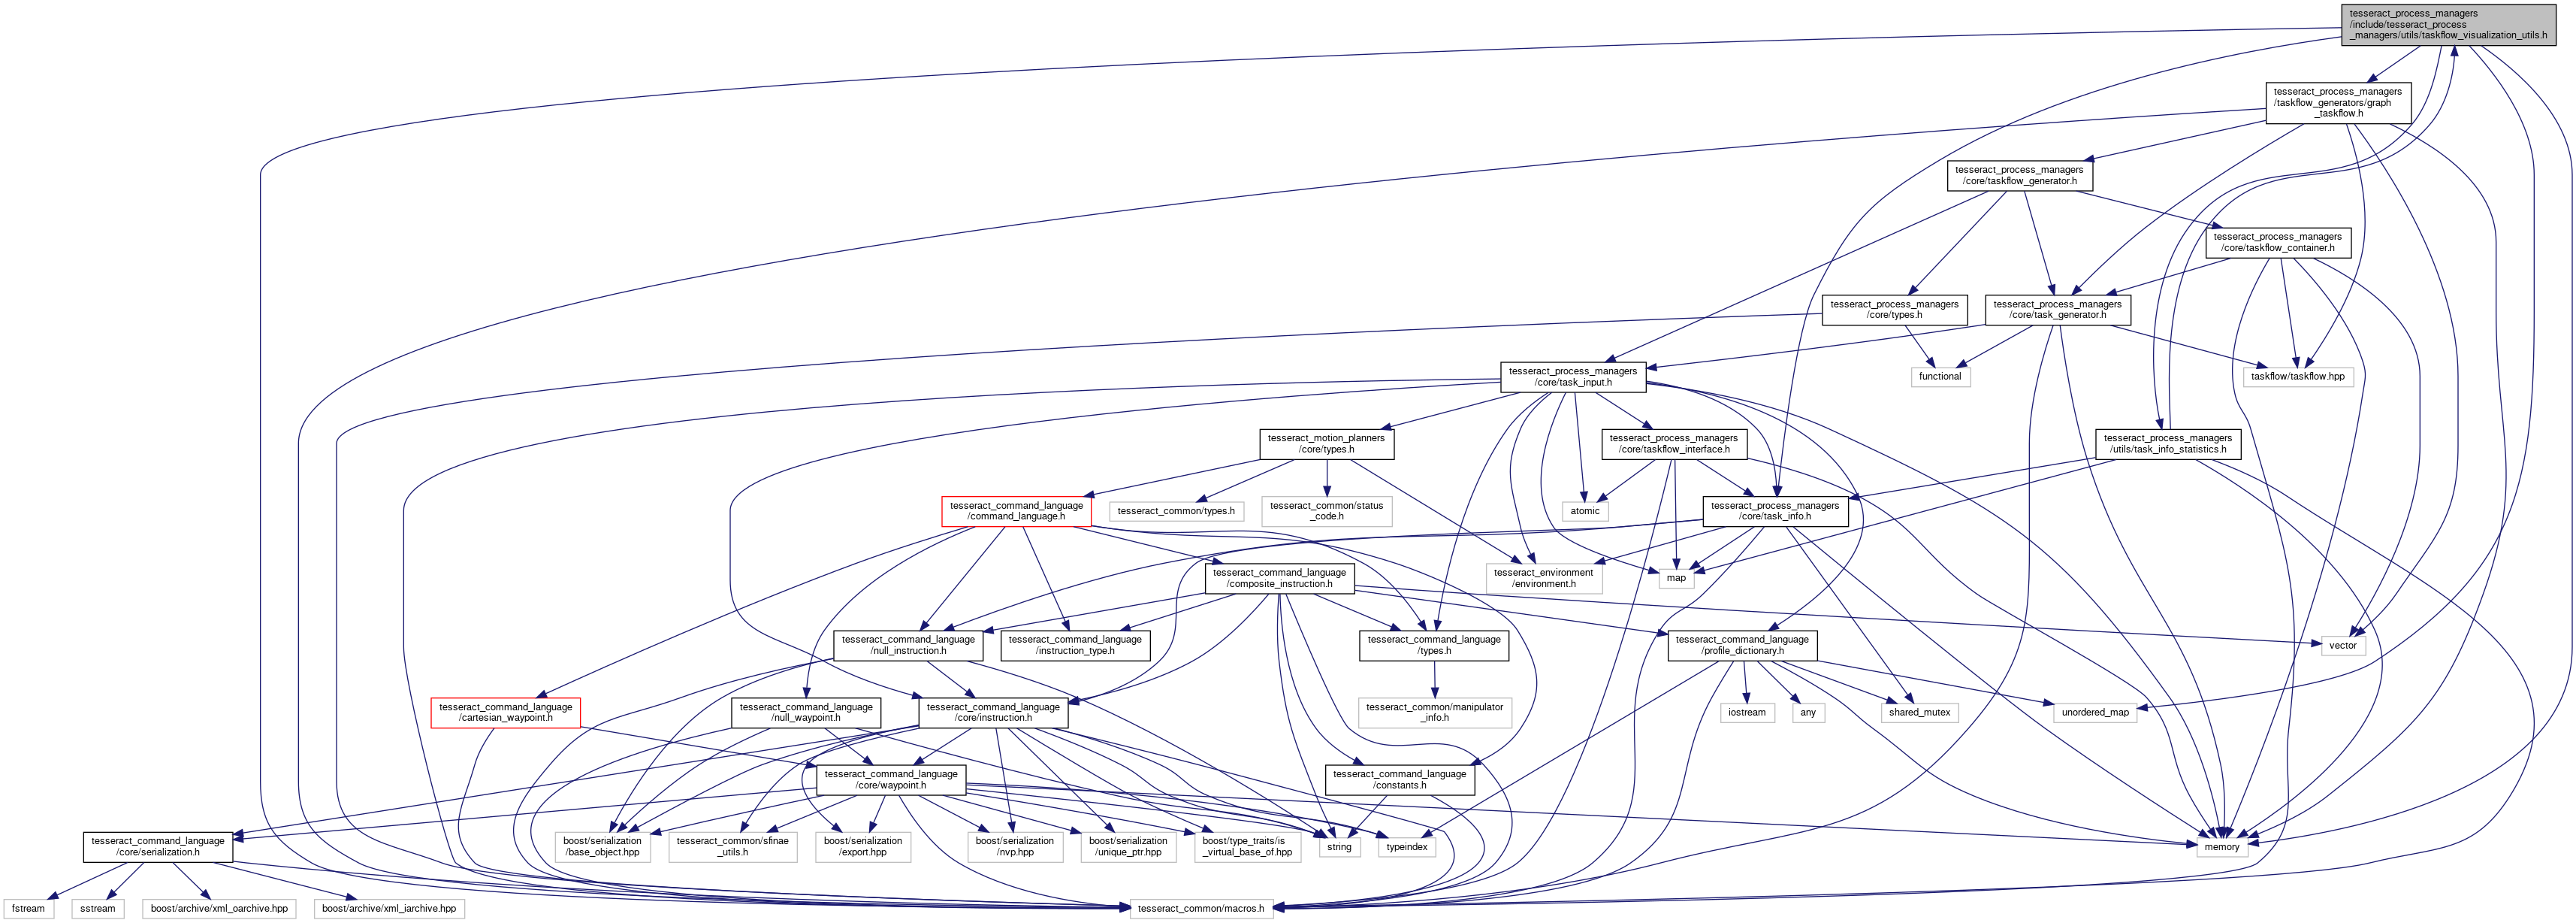 tesseract_process_managers
/include/tesseract_process
_managers/utils/taskflow_visualization_utils.h
tesseract_process_managers
/taskflow_generators/graph
_taskflow.h
tesseract_process_managers
/core/taskflow_generator.h
tesseract_process_managers
/core/taskflow_container.h
tesseract_process_managers
/core/types.h
tesseract_process_managers
/core/task_generator.h
tesseract_process_managers
/core/task_input.h
functional
taskflow/taskflow.hpp
tesseract_motion_planners
/core/types.h
tesseract_process_managers
/core/taskflow_interface.h
tesseract_process_managers
/utils/task_info_statistics.h
tesseract_command_language
/command_language.h
tesseract_common/types.h
tesseract_common/status
_code.h
atomic
tesseract_process_managers
/core/task_info.h
tesseract_command_language
/composite_instruction.h
tesseract_environment
/environment.h
map
tesseract_command_language
/null_instruction.h
tesseract_command_language
/instruction_type.h
tesseract_command_language
/types.h
tesseract_command_language
/profile_dictionary.h
vector
tesseract_command_language
/cartesian_waypoint.h
tesseract_command_language
/null_waypoint.h
tesseract_command_language
/core/instruction.h
tesseract_common/manipulator
_info.h
iostream
any
shared_mutex
unordered_map
tesseract_command_language
/core/waypoint.h
tesseract_command_language
/constants.h
tesseract_command_language
/core/serialization.h
boost/serialization
/base_object.hpp
tesseract_common/sfinae
_utils.h
boost/serialization
/export.hpp
boost/serialization
/nvp.hpp
boost/serialization
/unique_ptr.hpp
boost/type_traits/is
_virtual_base_of.hpp
string
typeindex
memory
fstream
sstream
boost/archive/xml_oarchive.hpp
boost/archive/xml_iarchive.hpp
tesseract_common/macros.h